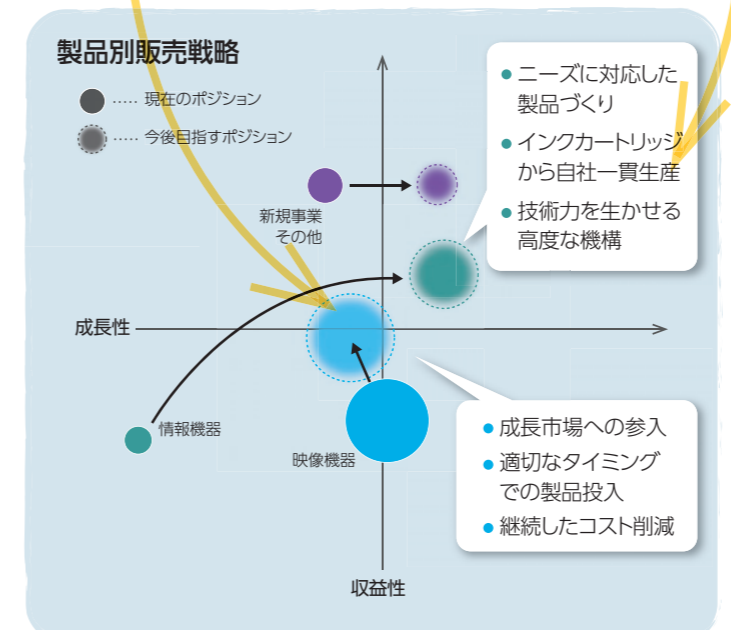 製品別販売戦略
..... 現在のポジション
..... 今後目指すポジション
● ニーズに対応した
製品づくり
● インクカートリッジ
から自社一貫生産
● 技術力を生かせる
高度な機構
新規事業
その他
成長性
情報機器
映像機器
● 成長市場への参入
● 適切なタイミング
での製品投入
● 継続したコスト削減
収益性